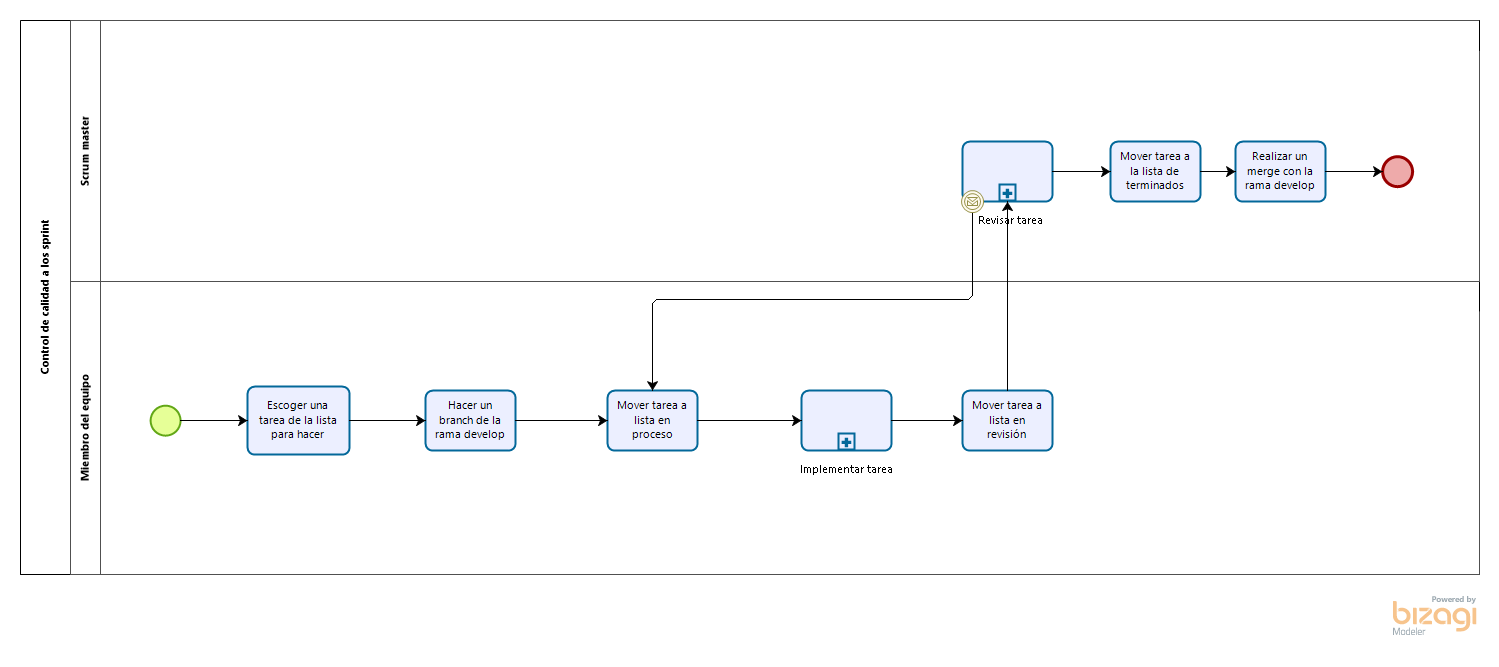 Control de calidad a los sprint
Scrum master
Mover tarea a
la lista de
terminados
Realizar un
merge con la
rama develop
Revisar tarea
Miembro del equipo
Escoger una
tarea de la lista
para hacer
Hacer un
branch de la
rama develop
Mover tarea a
lista en
proceso
Implementar tarea
Mover tarea a
lista en
revisión
Powered by
bizagi
Modeler